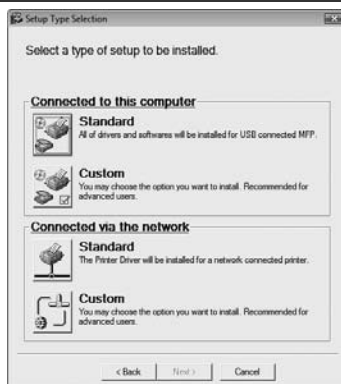 Setup Type Selection
Select a type of setup to be installed.
Connected to this computer
Standard
All of drivers and softwares will be installed for USB connected MFP.
Custom
You may choose the option you want to install. Recommended for
advanced users.
Connected via the network
Standard
The Printer Driver will be installed for a network connected printer.
Custom
You may choose the option you want to install. Recommended for
advanced users.
< Back
Next >
Cancel